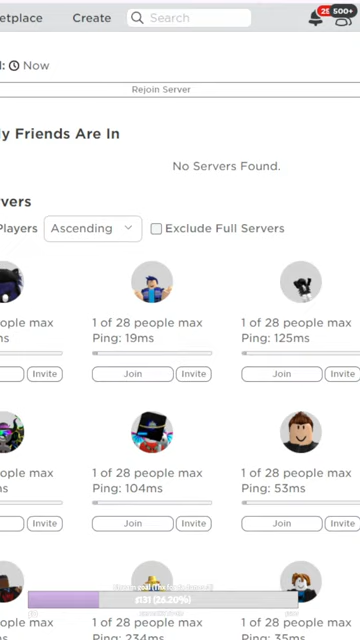 etplace Create Search 500+
: Now
Rejoin Server
y Friends Are In
No Servers Found.
rvers
Players Ascending Exclude Full Servers
ople max 1 of 28 people max 1 of 28 people max
ms Ping: 19ms Ping: 125ms
Invite Join Invite Join
ople max 1 of 28 people max 1 of 28 people max
s Ping: 104ms Ping: 53ms
Invite Join Invite Join
$131 (26.20%)
ople max 1 of 28 people max 1 of 28 people max
ms Ping: 234ms Ping: 35ms